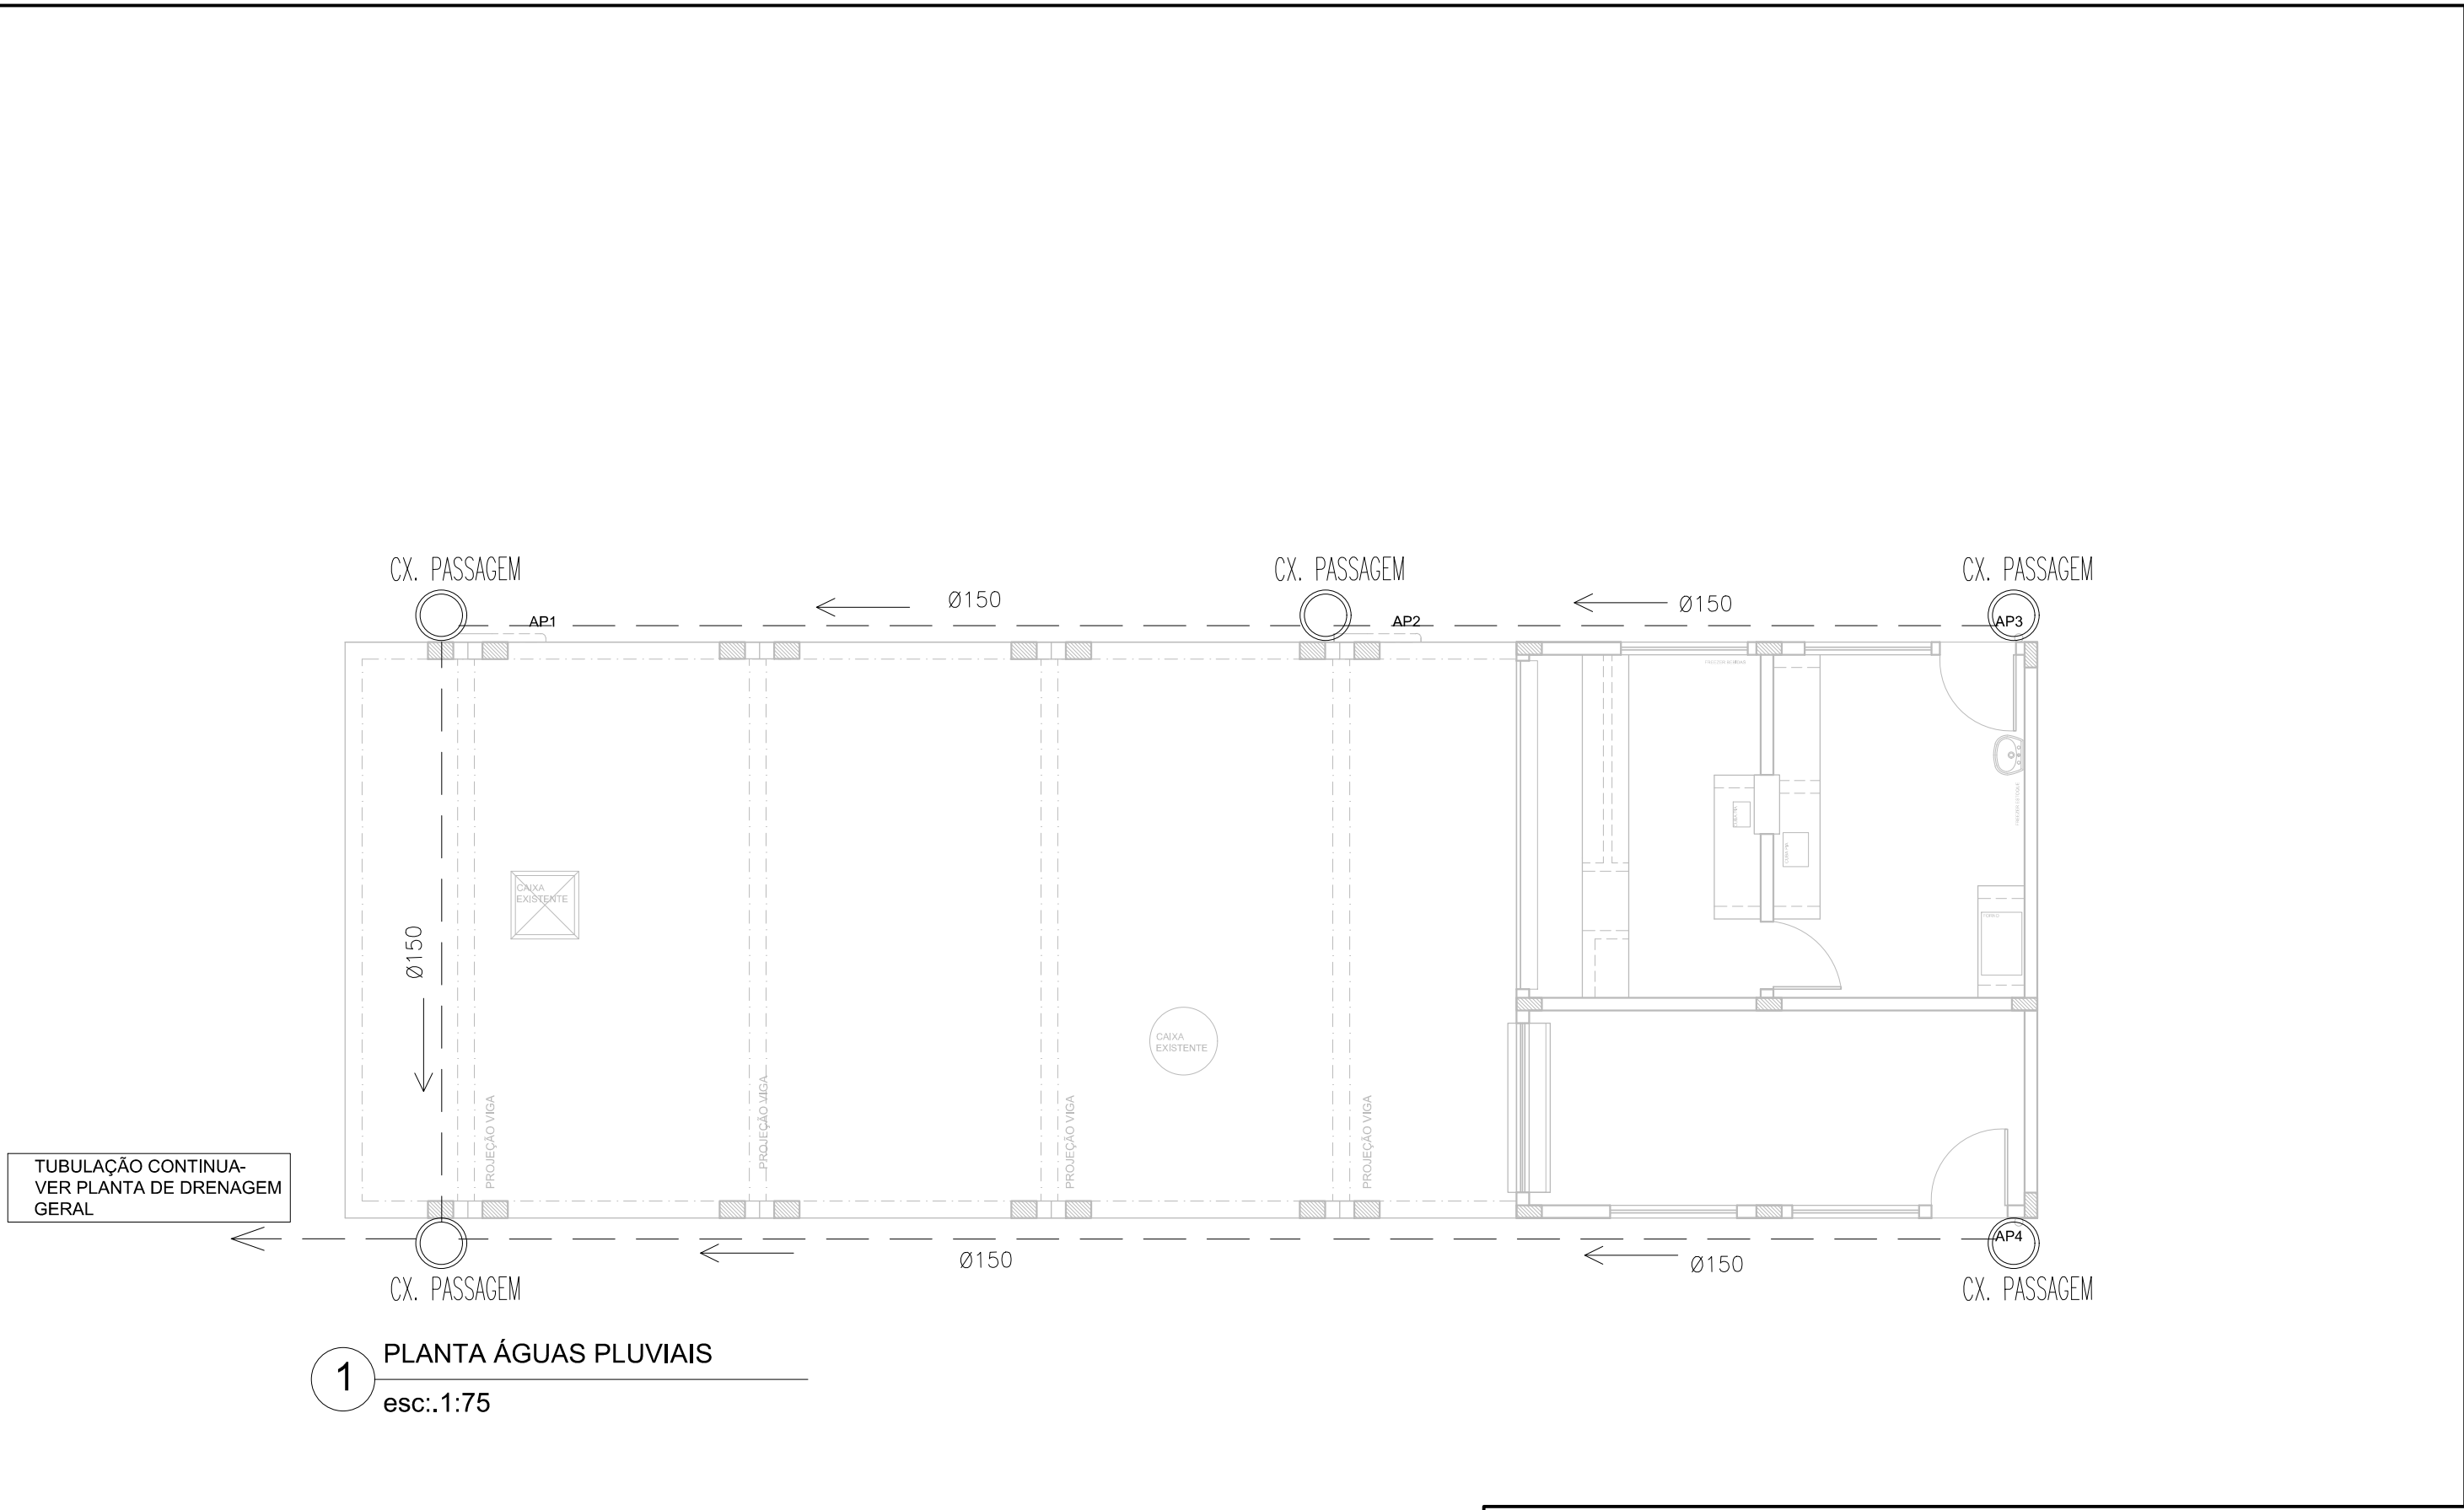 CX. PASSAGEM
CX. PASSAGEM
CX. PASSAGEM
Ø150
Ø150
AP1
AP2
AP3
CAIXA
EXISTENTE
Ø150
CAIXA
EXISTENTE
PROJEÇÃO VIGA
PROJEÇÃO VIGA
PROJEÇÃO VIGA
PROJEÇÃO VIGA
TUBULAÇÃO CONTINUA-
VER PLANTA DE DRENAGEM
GERAL
AP4
Ø150
Ø150
CX. PASSAGEM
CX. PASSAGEM
1
PLANTA ÁGUAS PLUVIAIS
esc:.1:75